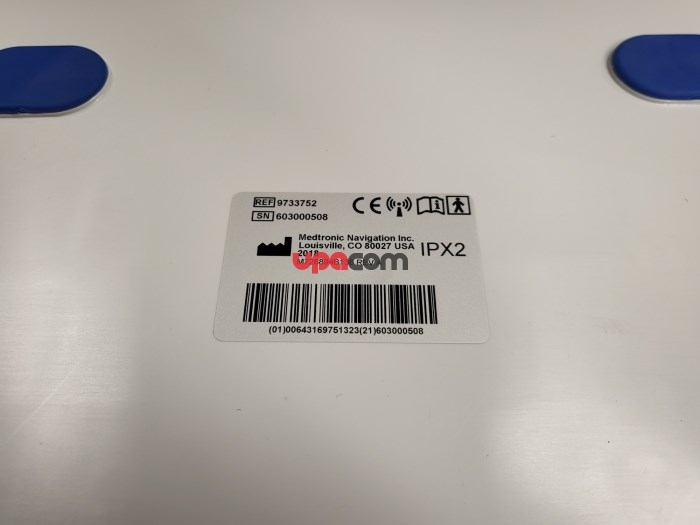 REF 9733752
SN 603000508
CE
Medtronic Navigation Inc.
Louisville, CO 80027 USA
2018
IPX2
upacom
(01)00643169751323(21)603000508